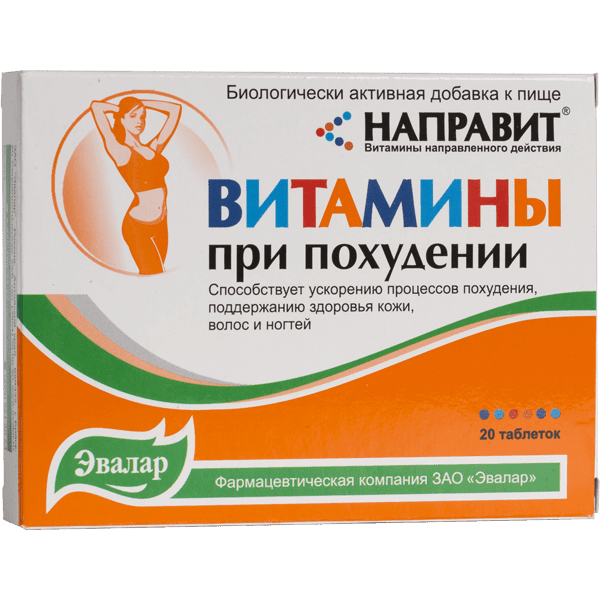 Биологически активная добавка к пище
НАПРАВИТ®
Витамины направленного действия
ВИТАМИНЫ
при похудении
Способствует ускорению процессов похудения,
поддержанию здоровья кожи,
волос и ногтей
20 таблеток
Эвалар
Фармацевтическая компания ЗАО «Эвалар»